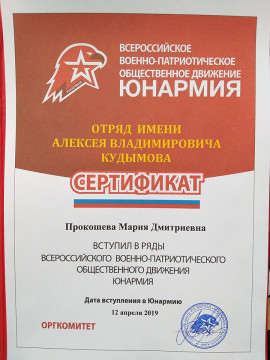 ВСЕРОССИЙСКОЕ
ВОЕННО-ПАТРИОТИЧЕСКОЕ
ОБЩЕСТВЕННОЕ ДВИЖЕНИЕ
ЮНАРМИЯ
ОТРЯД ИМЕНИ
АЛЕКСЕЯ ВЛАДИМИРОВИЧА
КУДЫМОВА
СЕРТИФИКАТ
Прокошева Мария Дмитриевна
ВСТУПИЛ В РЯДЫ
ВСЕРОССИЙСКОГО ВОЕННО-ПАТРИОТИЧЕСКОГО
ОБЩЕСТВЕННОГО ДВИЖЕНИЯ
ЮНАРМИЯ
Дата вступления в Юнармию
12 апреля 2019
ОРГКОМИТЕТ